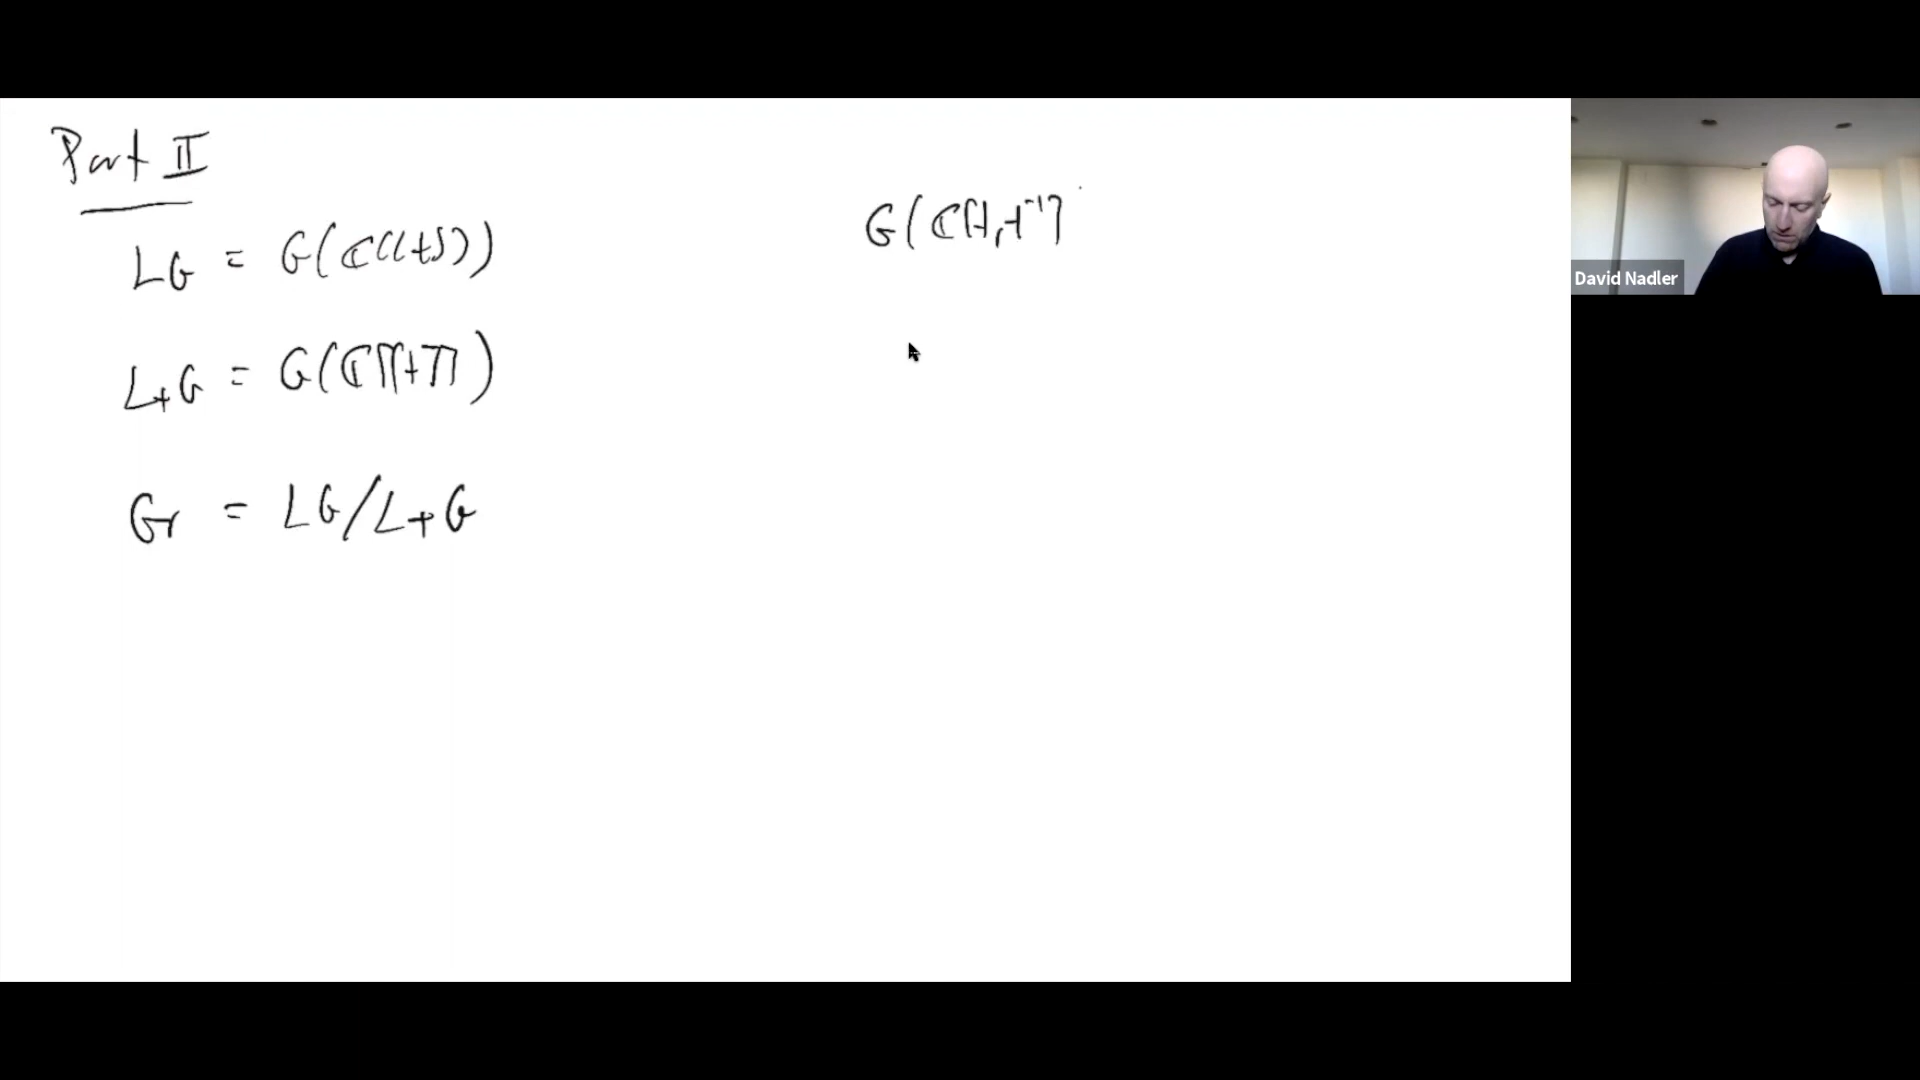 Part II
LG = G(ℂ((t)))
L₊G = G(ℂ[[t]])
Gr = LG/L₊G
G(ℂ[t,t⁻¹]
David Nadler